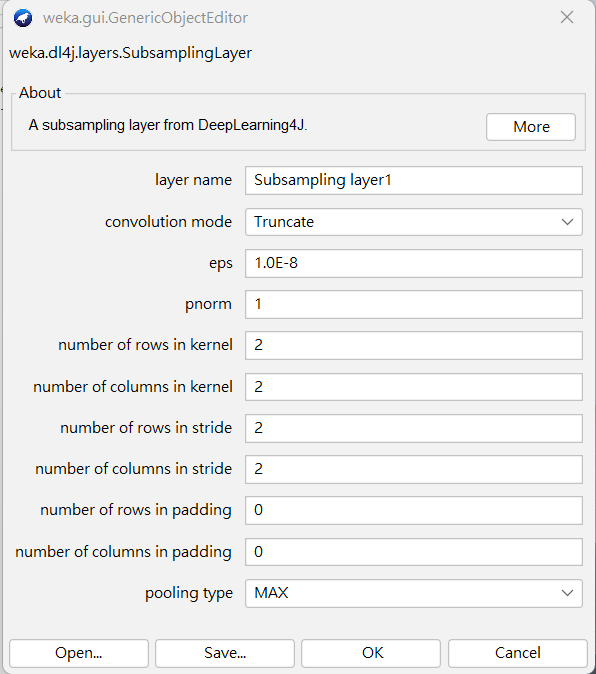 weka.gui.GenericObjectEditor
weka.dl4j.layers.SubsamplingLayer
About
A subsampling layer from DeepLearning4J.
More
layer name Subsampling layer1
convolution mode Truncate
eps 1.0E-8
pnorm 1
number of rows in kernel 2
number of columns in kernel 2
number of rows in stride 2
number of columns in stride 2
number of rows in padding 0
number of columns in padding 0
pooling type MAX
Open... Save... OK Cancel